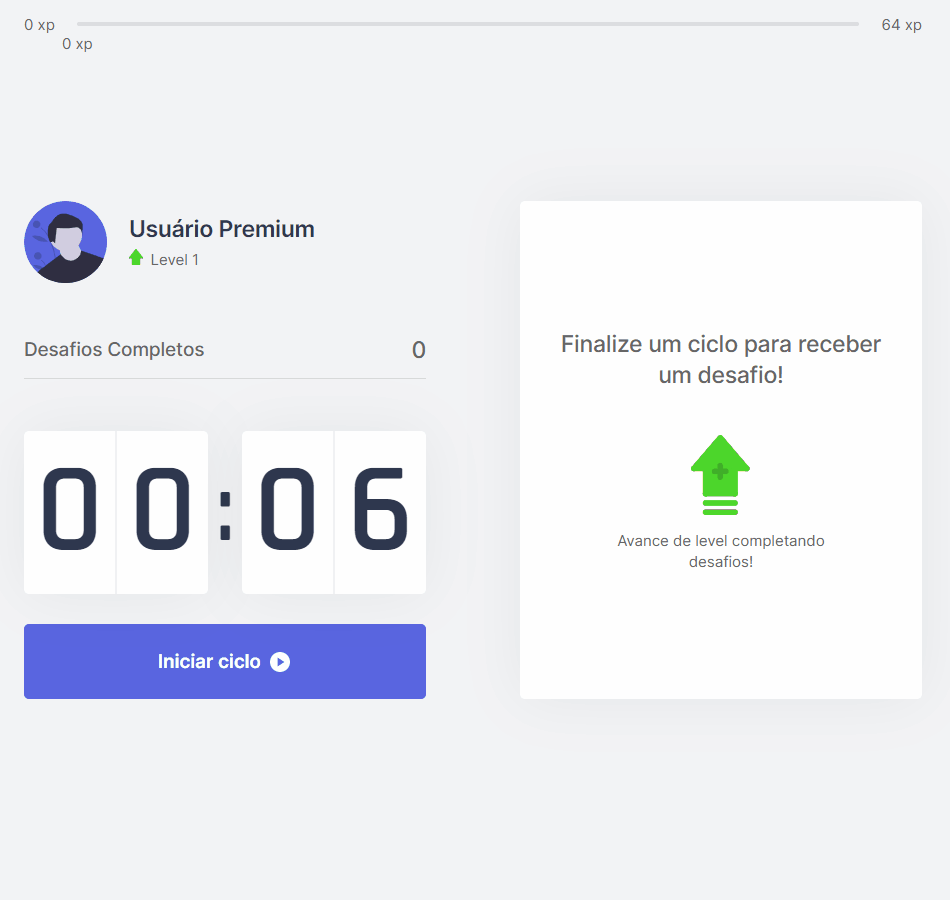 0 xp
64 xp
0 xp
Usuário Premium
Level 1
Desafios Completos
0
00:06
Iniciar ciclo
Finalize um ciclo para receber
um desafio!
Avance de level completando
desafios!